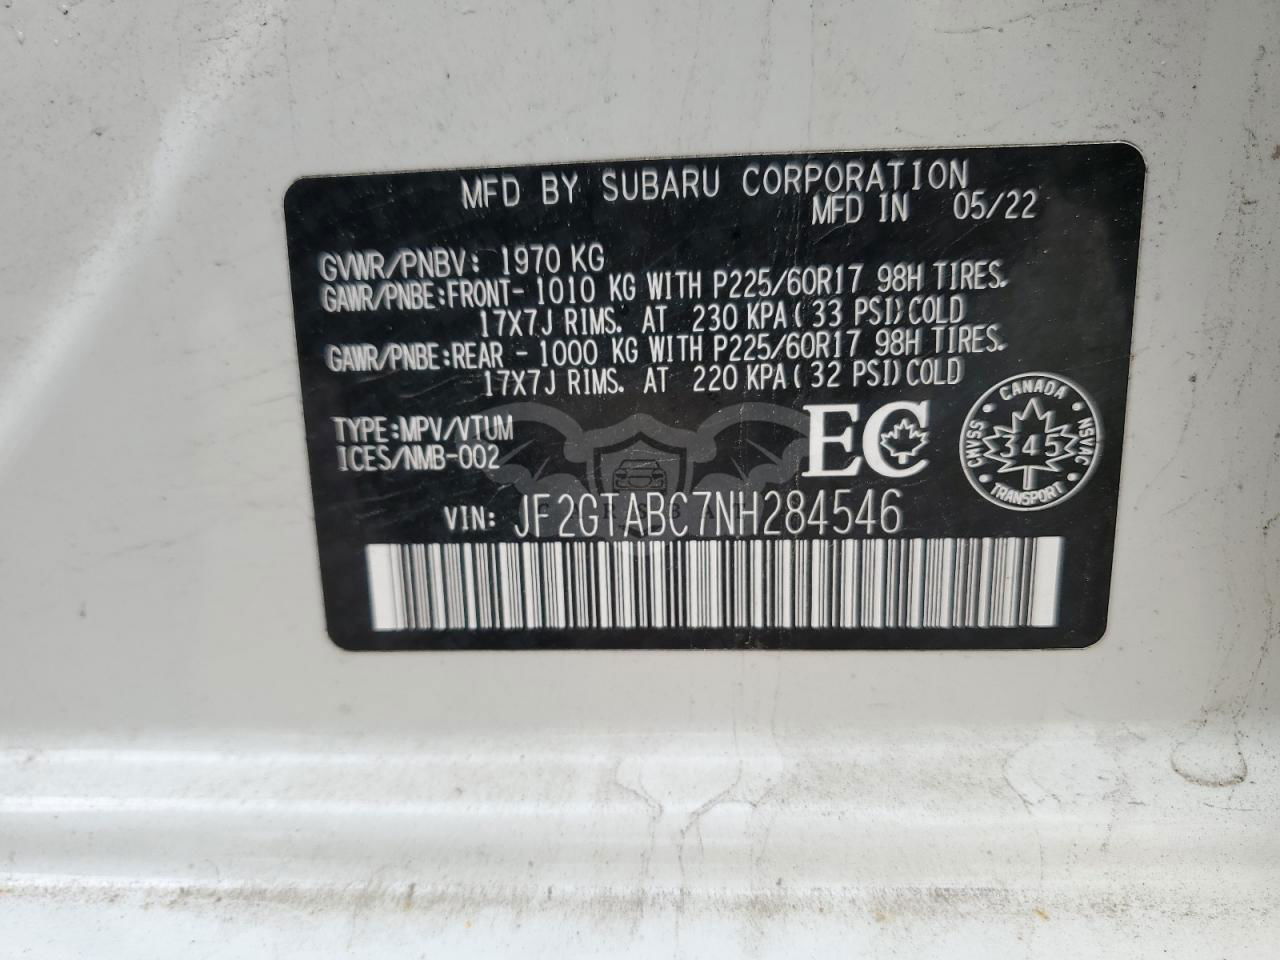 MFD BY SUBARU CORPORATION
MFD IN 05/22
GVWR/PNBV: 1970 KG
GAWR/PNBE:FRONT- 1010 KG WITH P225/60R17 98H TIRES.
17X7J RIMS. AT 230 KPA( 33 PSI)COLD
GAWR/PNBE:REAR - 1000 KG WITH P225/60R17 98H TIRES.
17X7J RIMS. AT 220 KPA( 32 PSI)COLD
TYPE:MPV/VTUM
ICES/NMB-002
EC
CANADA
CMVSS 345 NSVAC
TRANSPORT
VIN: JF2GTABC7NH284546